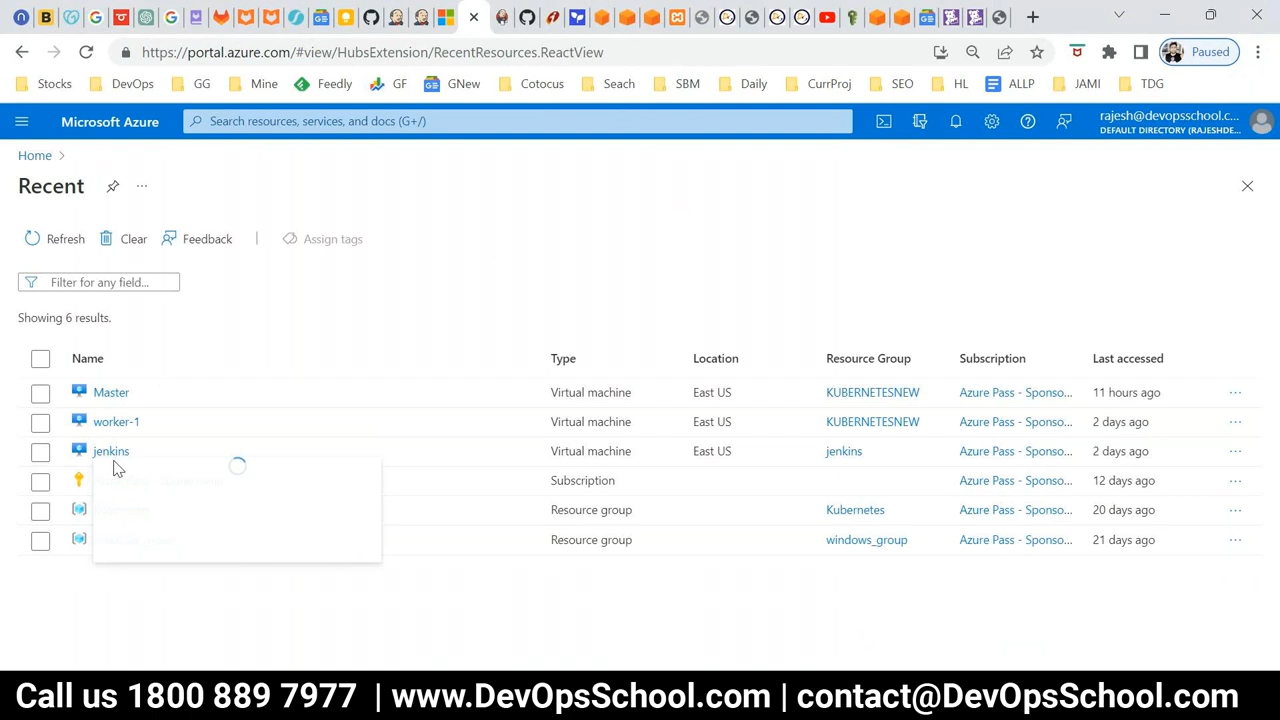 https://portal.azure.com/#view/HubsExtension/RecentResources.ReactView
Paused
Stocks
DevOps
GG
Mine
Feedly
GF
GNew
Cotocus
Seach
SBM
Daily
CurrProj
SEO
HL
ALLP
JAMI
TDG
Microsoft Azure
Search resources, services, and docs (G+/)
rajesh@devopsschool.c...
DEFAULT DIRECTORY (RAJESHDE...
Home
Recent
Refresh
Clear
Feedback
Assign tags
Filter for any field...
Showing 6 results.
Name Type Location Resource Group Subscription Last accessed
Master Virtual machine East US KUBERNETESNEW Azure Pass - Sponso... 11 hours ago
worker-1 Virtual machine East US KUBERNETESNEW Azure Pass - Sponso... 2 days ago
jenkins Virtual machine East US jenkins Azure Pass - Sponso... 2 days ago
Subscription Azure Pass - Sponso... 12 days ago
Resource group Kubernetes Azure Pass - Sponso... 20 days ago
Resource group windows_group Azure Pass - Sponso... 21 days ago
Call us 1800 889 7977 | www.DevOpsSchool.com | contact@DevOpsSchool.com